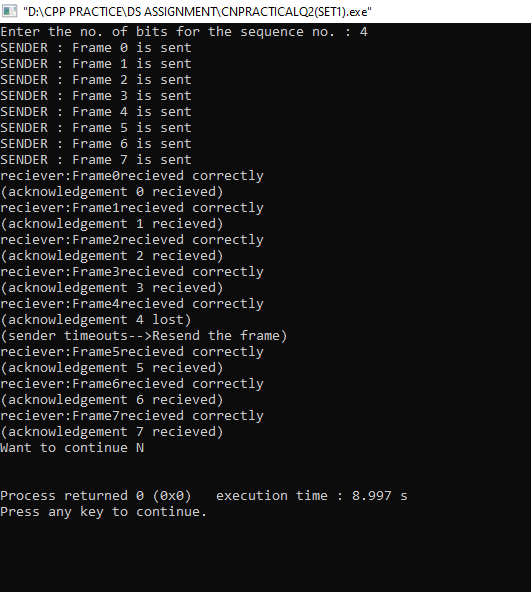 "D:\CPP PRACTICE\DS ASSIGNMENT\CNPRACTICALQ2(SET1).exe"
Enter the no. of bits for the sequence no. : 4
SENDER : Frame 0 is sent
SENDER : Frame 1 is sent
SENDER : Frame 2 is sent
SENDER : Frame 3 is sent
SENDER : Frame 4 is sent
SENDER : Frame 5 is sent
SENDER : Frame 6 is sent
SENDER : Frame 7 is sent
reciever:Frame0recieved correctly
(acknowledgement 0 recieved)
reciever:Frame1recieved correctly
(acknowledgement 1 recieved)
reciever:Frame2recieved correctly
(acknowledgement 2 recieved)
reciever:Frame3recieved correctly
(acknowledgement 3 recieved)
reciever:Frame4recieved correctly
(acknowledgement 4 lost)
(sender timeouts-->Resend the frame)
reciever:Frame5recieved correctly
(acknowledgement 5 recieved)
reciever:Frame6recieved correctly
(acknowledgement 6 recieved)
reciever:Frame7recieved correctly
(acknowledgement 7 recieved)
Want to continue N
Process returned 0 (0x0)   execution time : 8.997 s
Press any key to continue.